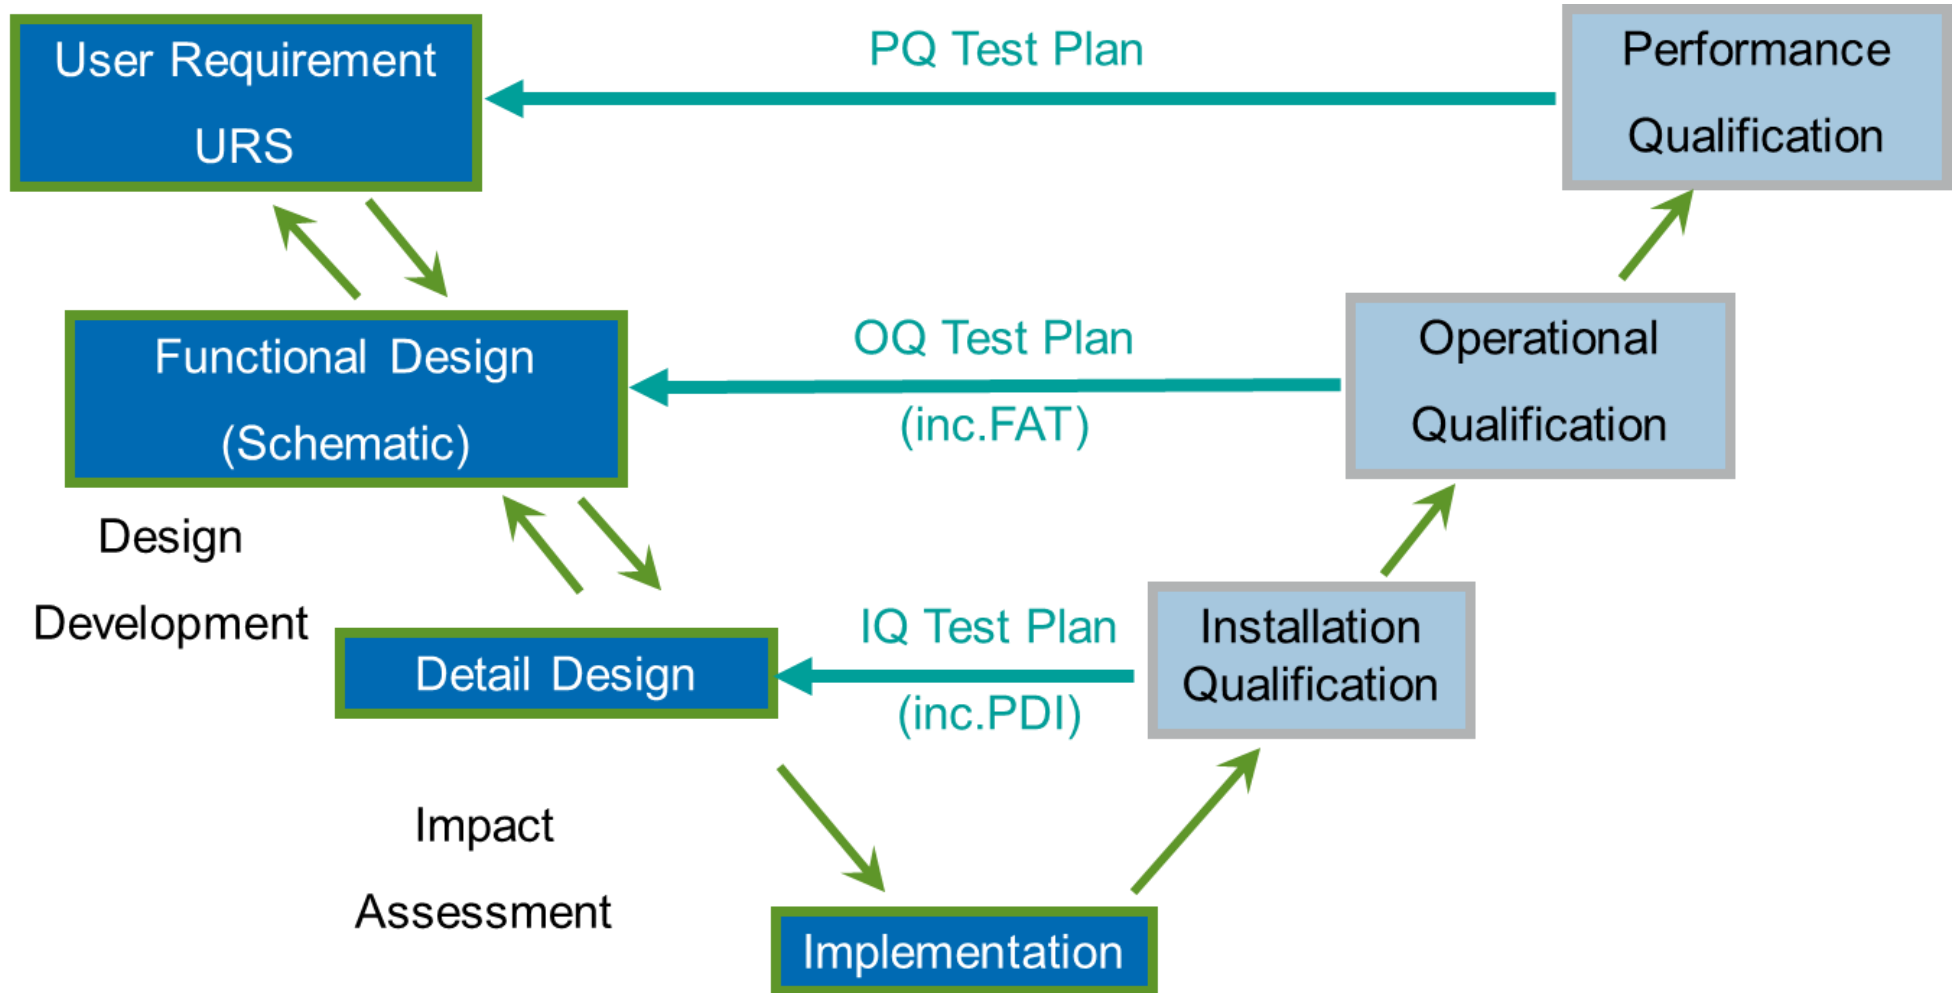 User Requirement
URS
PQ Test Plan
Performance
Qualification
Functional Design
(Schematic)
OQ Test Plan
(inc.FAT)
Operational
Qualification
Design
Development
Detail Design
IQ Test Plan
(inc.PDI)
Installation
Qualification
Impact
Assessment
Implementation